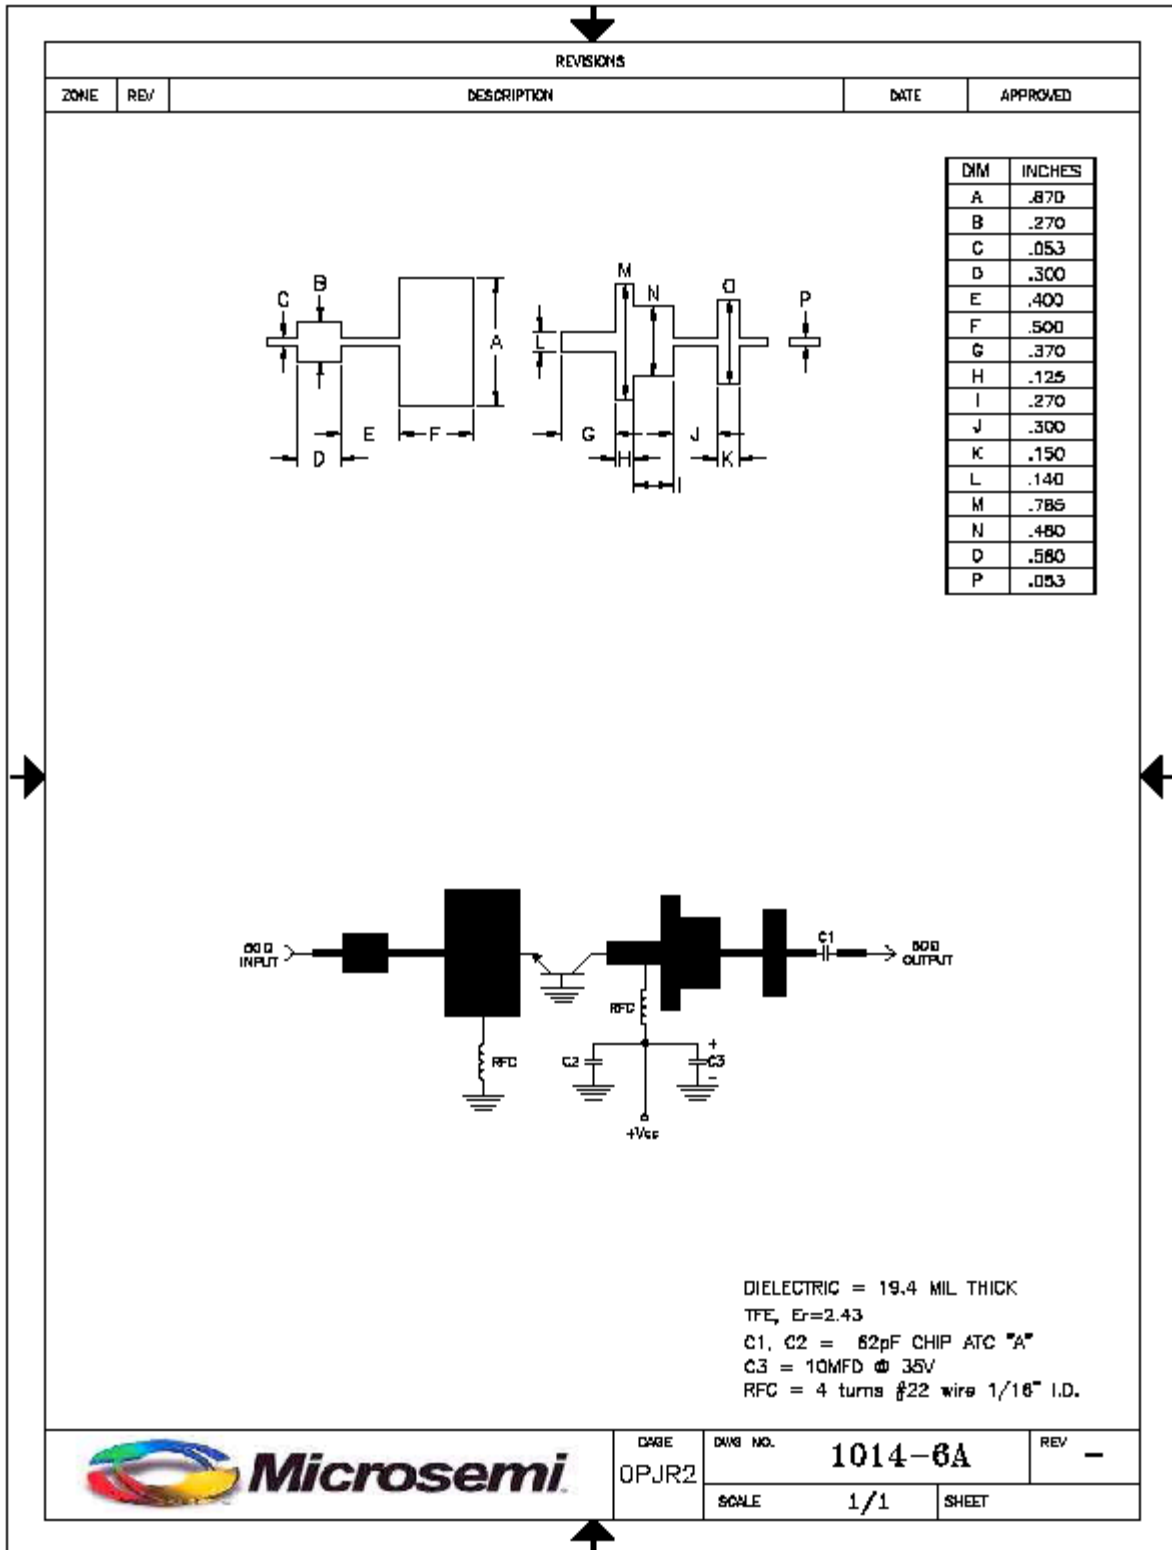 REVISIONS
ZONE REV DESCRIPTION DATE APPROVED
DIM INCHES
A .870
B .270
C .053
D .300
E .400
F .500
G .370
H .125
I .270
J .300
K .150
L .140
M .785
N .480
O .580
P .053
C B A L M N O P
D E F G H I J K
50Ω INPUT
C1
50Ω OUTPUT
RFC
RFC
C2
+
C3
-
+Vcc
DIELECTRIC = 19.4 MIL THICK
TFE, Er=2.43
C1, C2 = 82pF CHIP ATC "A"
C3 = 10MFD @ 35V
RFC = 4 turns #22 wire 1/16" I.D.
Microsemi
CAGE
OPJR2
DWG NO.
1014-6A
REV
–
SCALE 1/1
SHEET